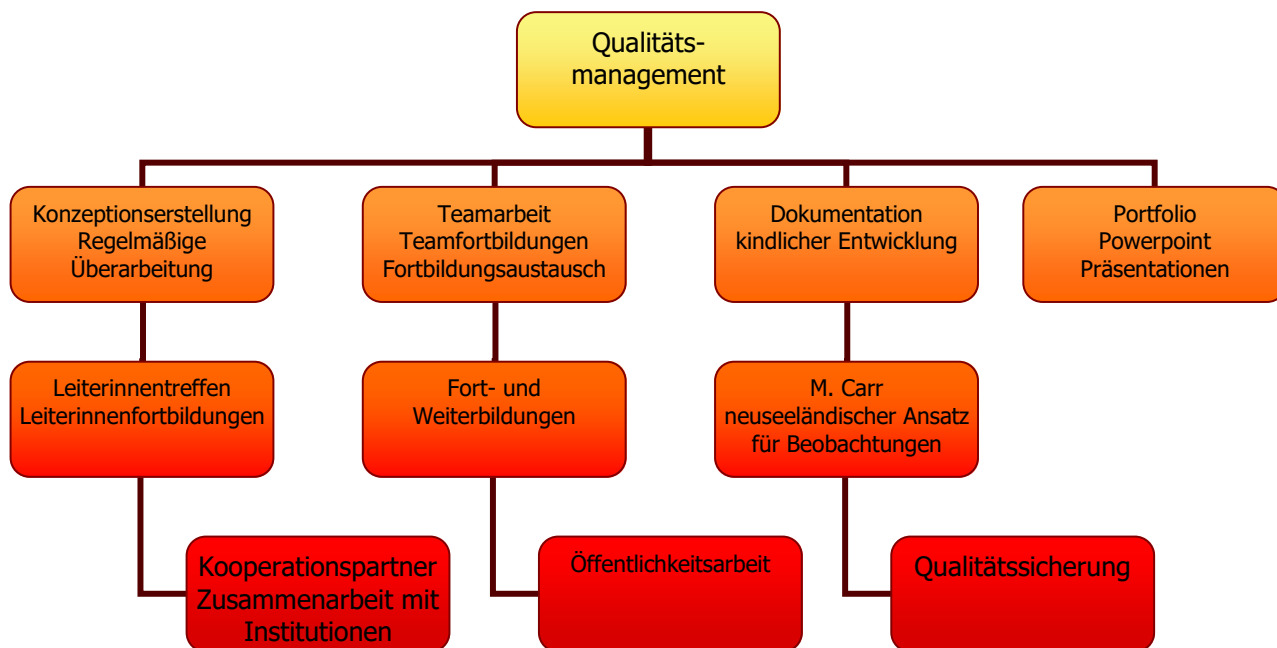 Qualitäts-
management
Konzeptionserstellung
Regelmäßige
Überarbeitung
Teamarbeit
Teamfortbildungen
Fortbildungsaustausch
Dokumentation
kindlicher Entwicklung
Portfolio
Powerpoint
Präsentationen
Leiterinnentreffen
Leiterinnenfortbildungen
Fort- und
Weiterbildungen
M. Carr
neuseeländischer Ansatz
für Beobachtungen
Kooperationspartner
Zusammenarbeit mit
Institutionen
Öffentlichkeitsarbeit
Qualitätssicherung